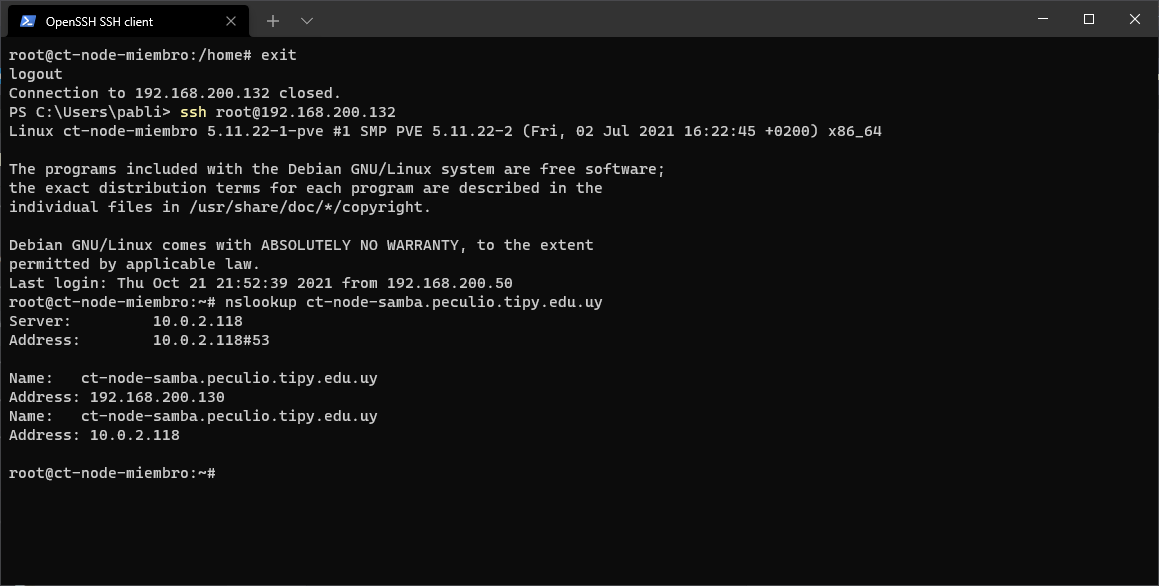 OpenSSH SSH client
root@ct-node-miembro:/home# exit
logout
Connection to 192.168.200.132 closed.
PS C:\Users\pabli> ssh root@192.168.200.132
Linux ct-node-miembro 5.11.22-1-pve #1 SMP PVE 5.11.22-2 (Fri, 02 Jul 2021 16:22:45 +0200) x86_64

The programs included with the Debian GNU/Linux system are free software;
the exact distribution terms for each program are described in the
individual files in /usr/share/doc/*/copyright.

Debian GNU/Linux comes with ABSOLUTELY NO WARRANTY, to the extent
permitted by applicable law.
Last login: Thu Oct 21 21:52:39 2021 from 192.168.200.50
root@ct-node-miembro:~# nslookup ct-node-samba.peculio.tipy.edu.uy
Server:         10.0.2.118
Address:        10.0.2.118#53

Name:   ct-node-samba.peculio.tipy.edu.uy
Address: 192.168.200.130
Name:   ct-node-samba.peculio.tipy.edu.uy
Address: 10.0.2.118

root@ct-node-miembro:~#